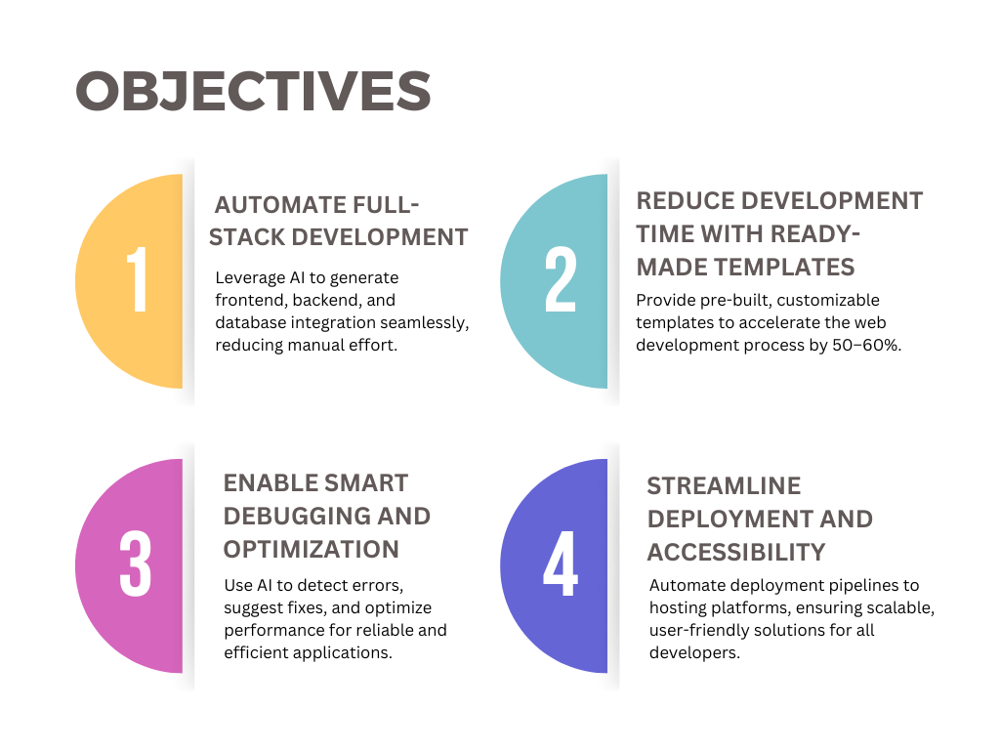 OBJECTIVES
1
AUTOMATE FULL-
STACK DEVELOPMENT
Leverage AI to generate
frontend, backend, and
database integration seamlessly,
reducing manual effort.
2
REDUCE DEVELOPMENT
TIME WITH READY-
MADE TEMPLATES
Provide pre-built, customizable
templates to accelerate the web
development process by 50–60%.
3
ENABLE SMART
DEBUGGING AND
OPTIMIZATION
Use AI to detect errors,
suggest fixes, and optimize
performance for reliable and
efficient applications.
4
STREAMLINE
DEPLOYMENT AND
ACCESSIBILITY
Automate deployment pipelines to
hosting platforms, ensuring scalable,
user-friendly solutions for all
developers.